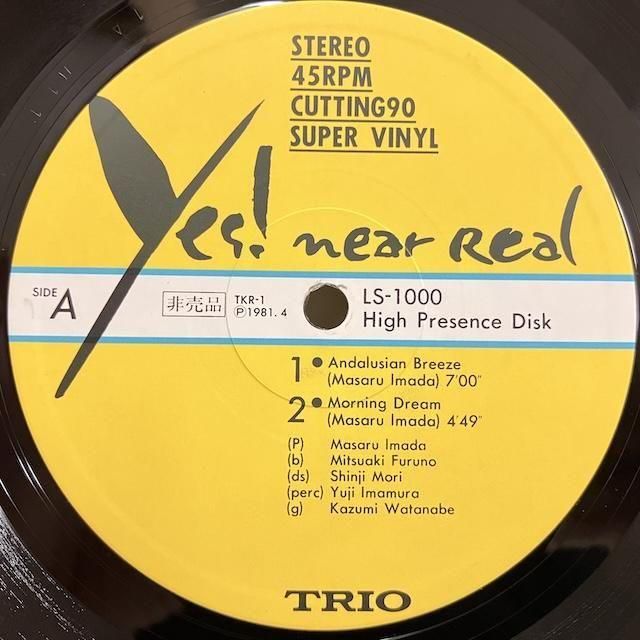 STEREO
45RPM
CUTTING90
SUPER VINYL
Yes! near Real
SIDE A
非売品
TKR-1
Ⓟ1981.4
LS-1000
High Presence Disk
1• Andalusian Breeze
(Masaru Imada) 7'00"
2• Morning Dream
(Masaru Imada) 4'49"
(P) Masaru Imada
(b) Mitsuaki Furuno
(ds) Shinji Mori
(perc) Yuji Imamura
(g) Kazumi Watanabe
TRIO